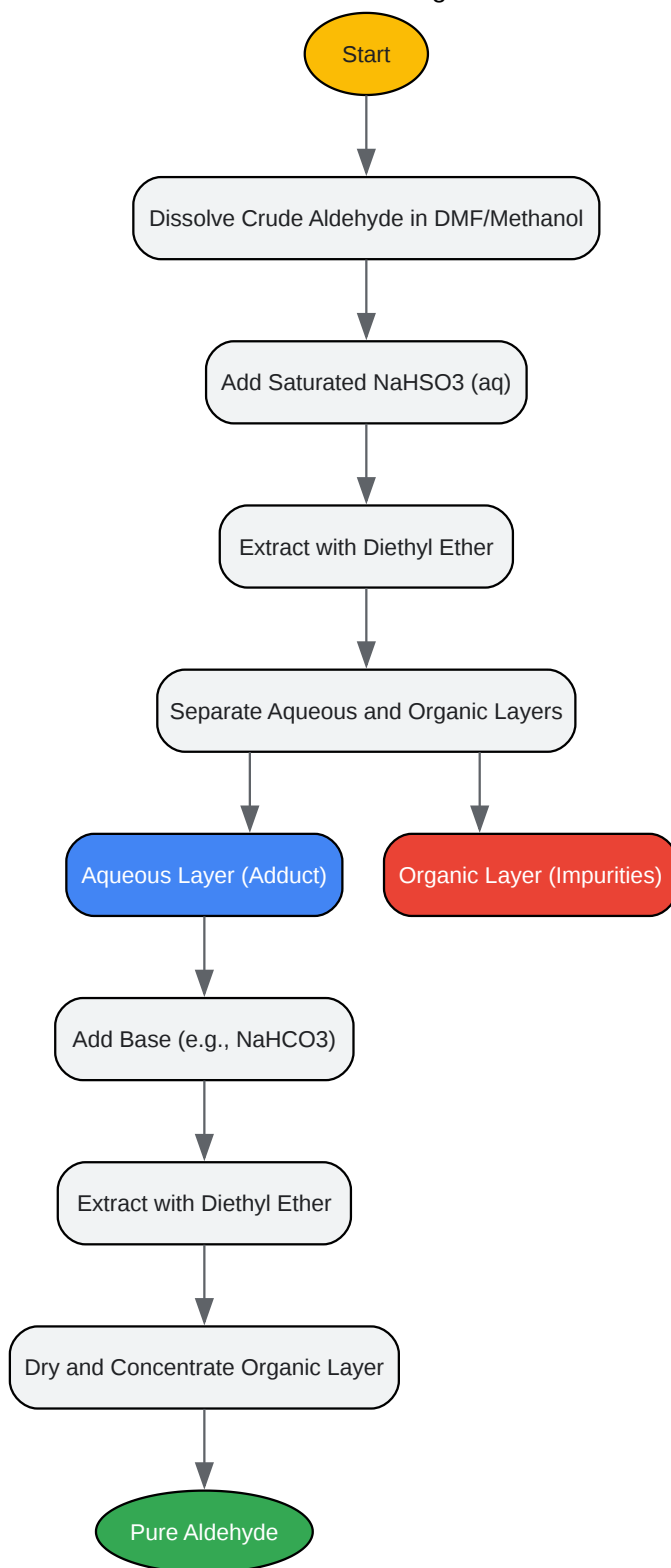 Start
Dissolve Crude Aldehyde in DMF/Methanol
Add Saturated NaHSO3 (aq)
Extract with Diethyl Ether
Separate Aqueous and Organic Layers
Aqueous Layer (Adduct)
Organic Layer (Impurities)
Add Base (e.g., NaHCO3)
Extract with Diethyl Ether
Dry and Concentrate Organic Layer
Pure Aldehyde